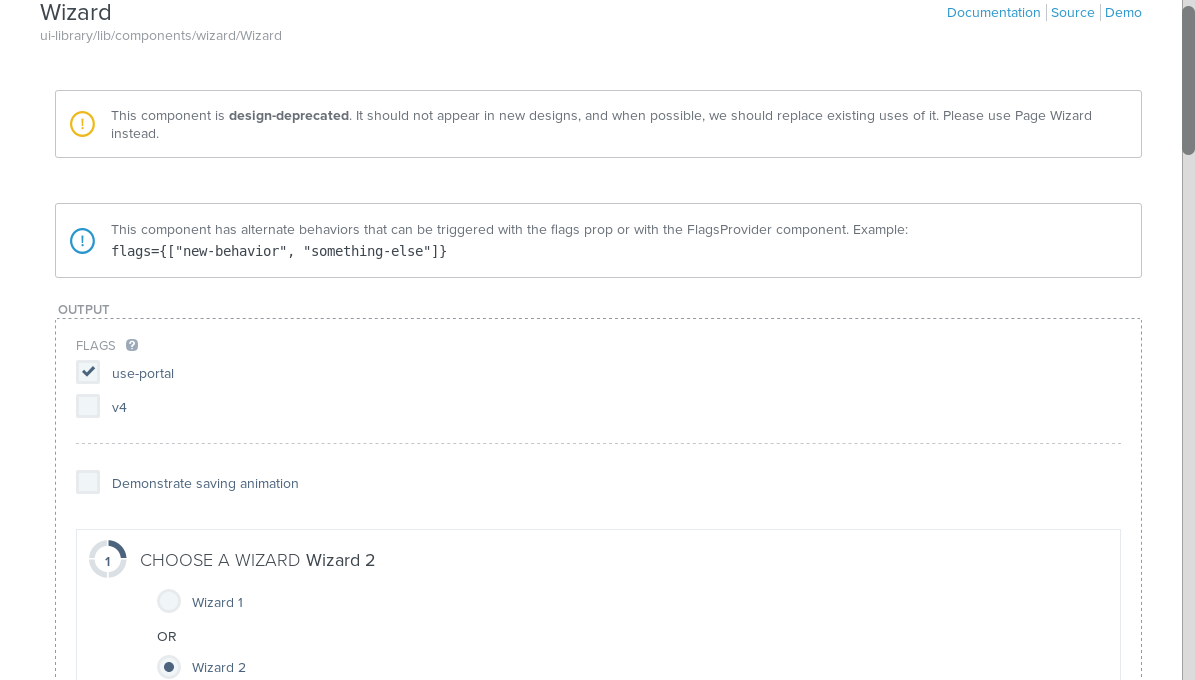 Wizard
Documentation Source Demo
ui-library/lib/components/wizard/Wizard
! This component is design-deprecated. It should not appear in new designs, and when possible, we should replace existing uses of it. Please use Page Wizard
instead.
! This component has alternate behaviors that can be triggered with the flags prop or with the FlagsProvider component. Example:
flags={["new-behavior", "something-else"]}
OUTPUT
FLAGS ?
use-portal
v4
Demonstrate saving animation
1 CHOOSE A WIZARD Wizard 2
Wizard 1
OR
Wizard 2